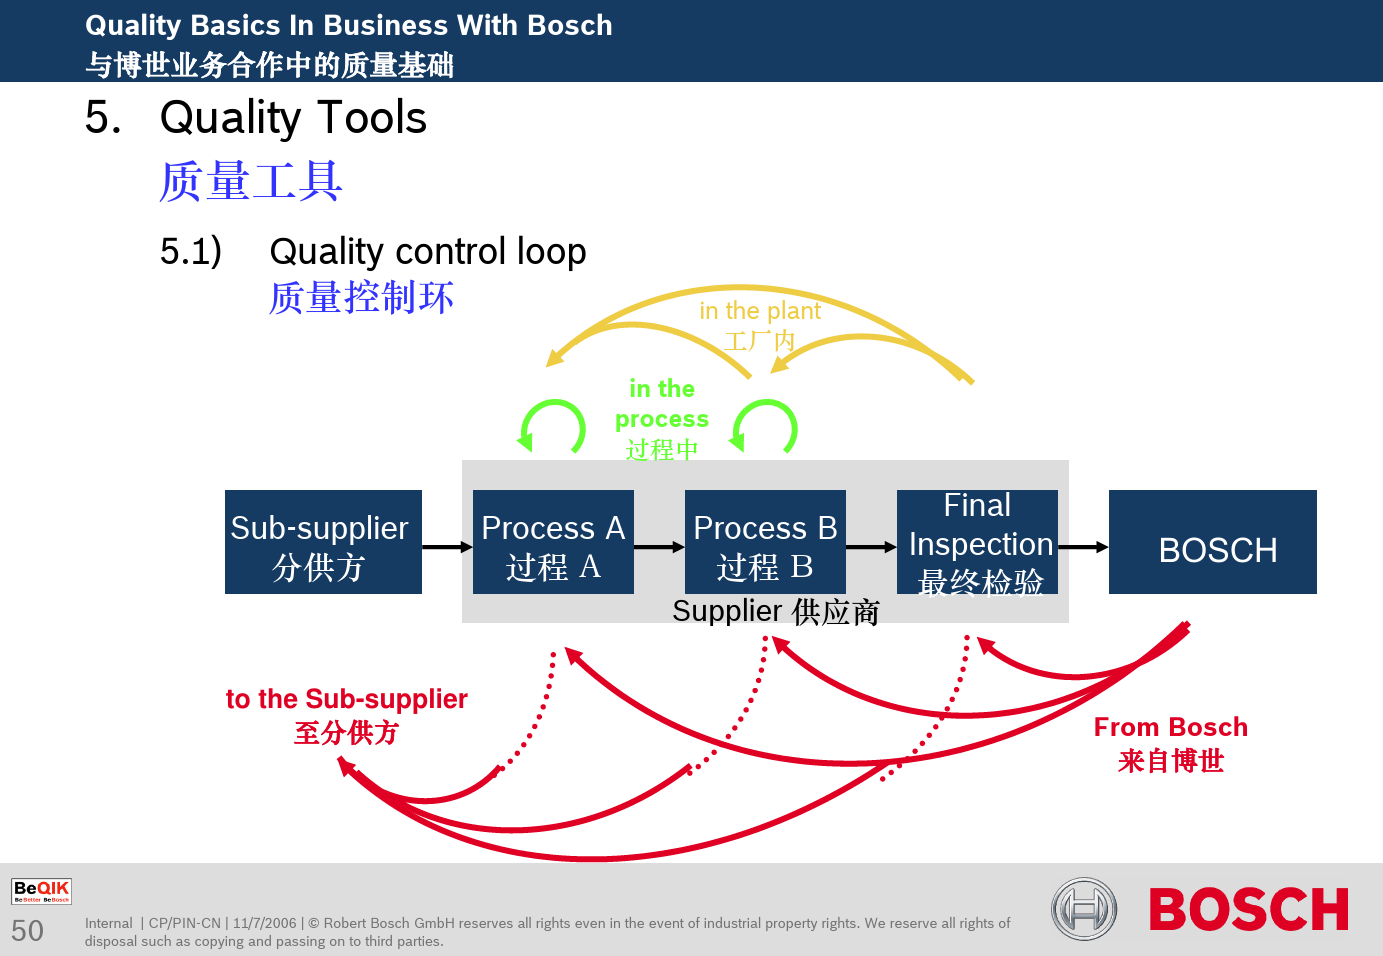 Quality Basics In Business With Bosch
与博世业务合作中的质量基础
5. Quality Tools
质量工具
5.1) Quality control loop
质量控制环
in the plant
工厂内
in the
process
过程中
Sub-supplier
分供方
Process A
过程 A
Process B
过程 B
Final
Inspection
最终检验
BOSCH
Supplier 供应商
to the Sub-supplier
至分供方
From Bosch
来自博世
BeQIK
Be Better Be Bosch
50
Internal | CP/PIN-CN | 11/7/2006 | © Robert Bosch GmbH reserves all rights even in the event of industrial property rights. We reserve all rights of
disposal such as copying and passing on to third parties.
BOSCH